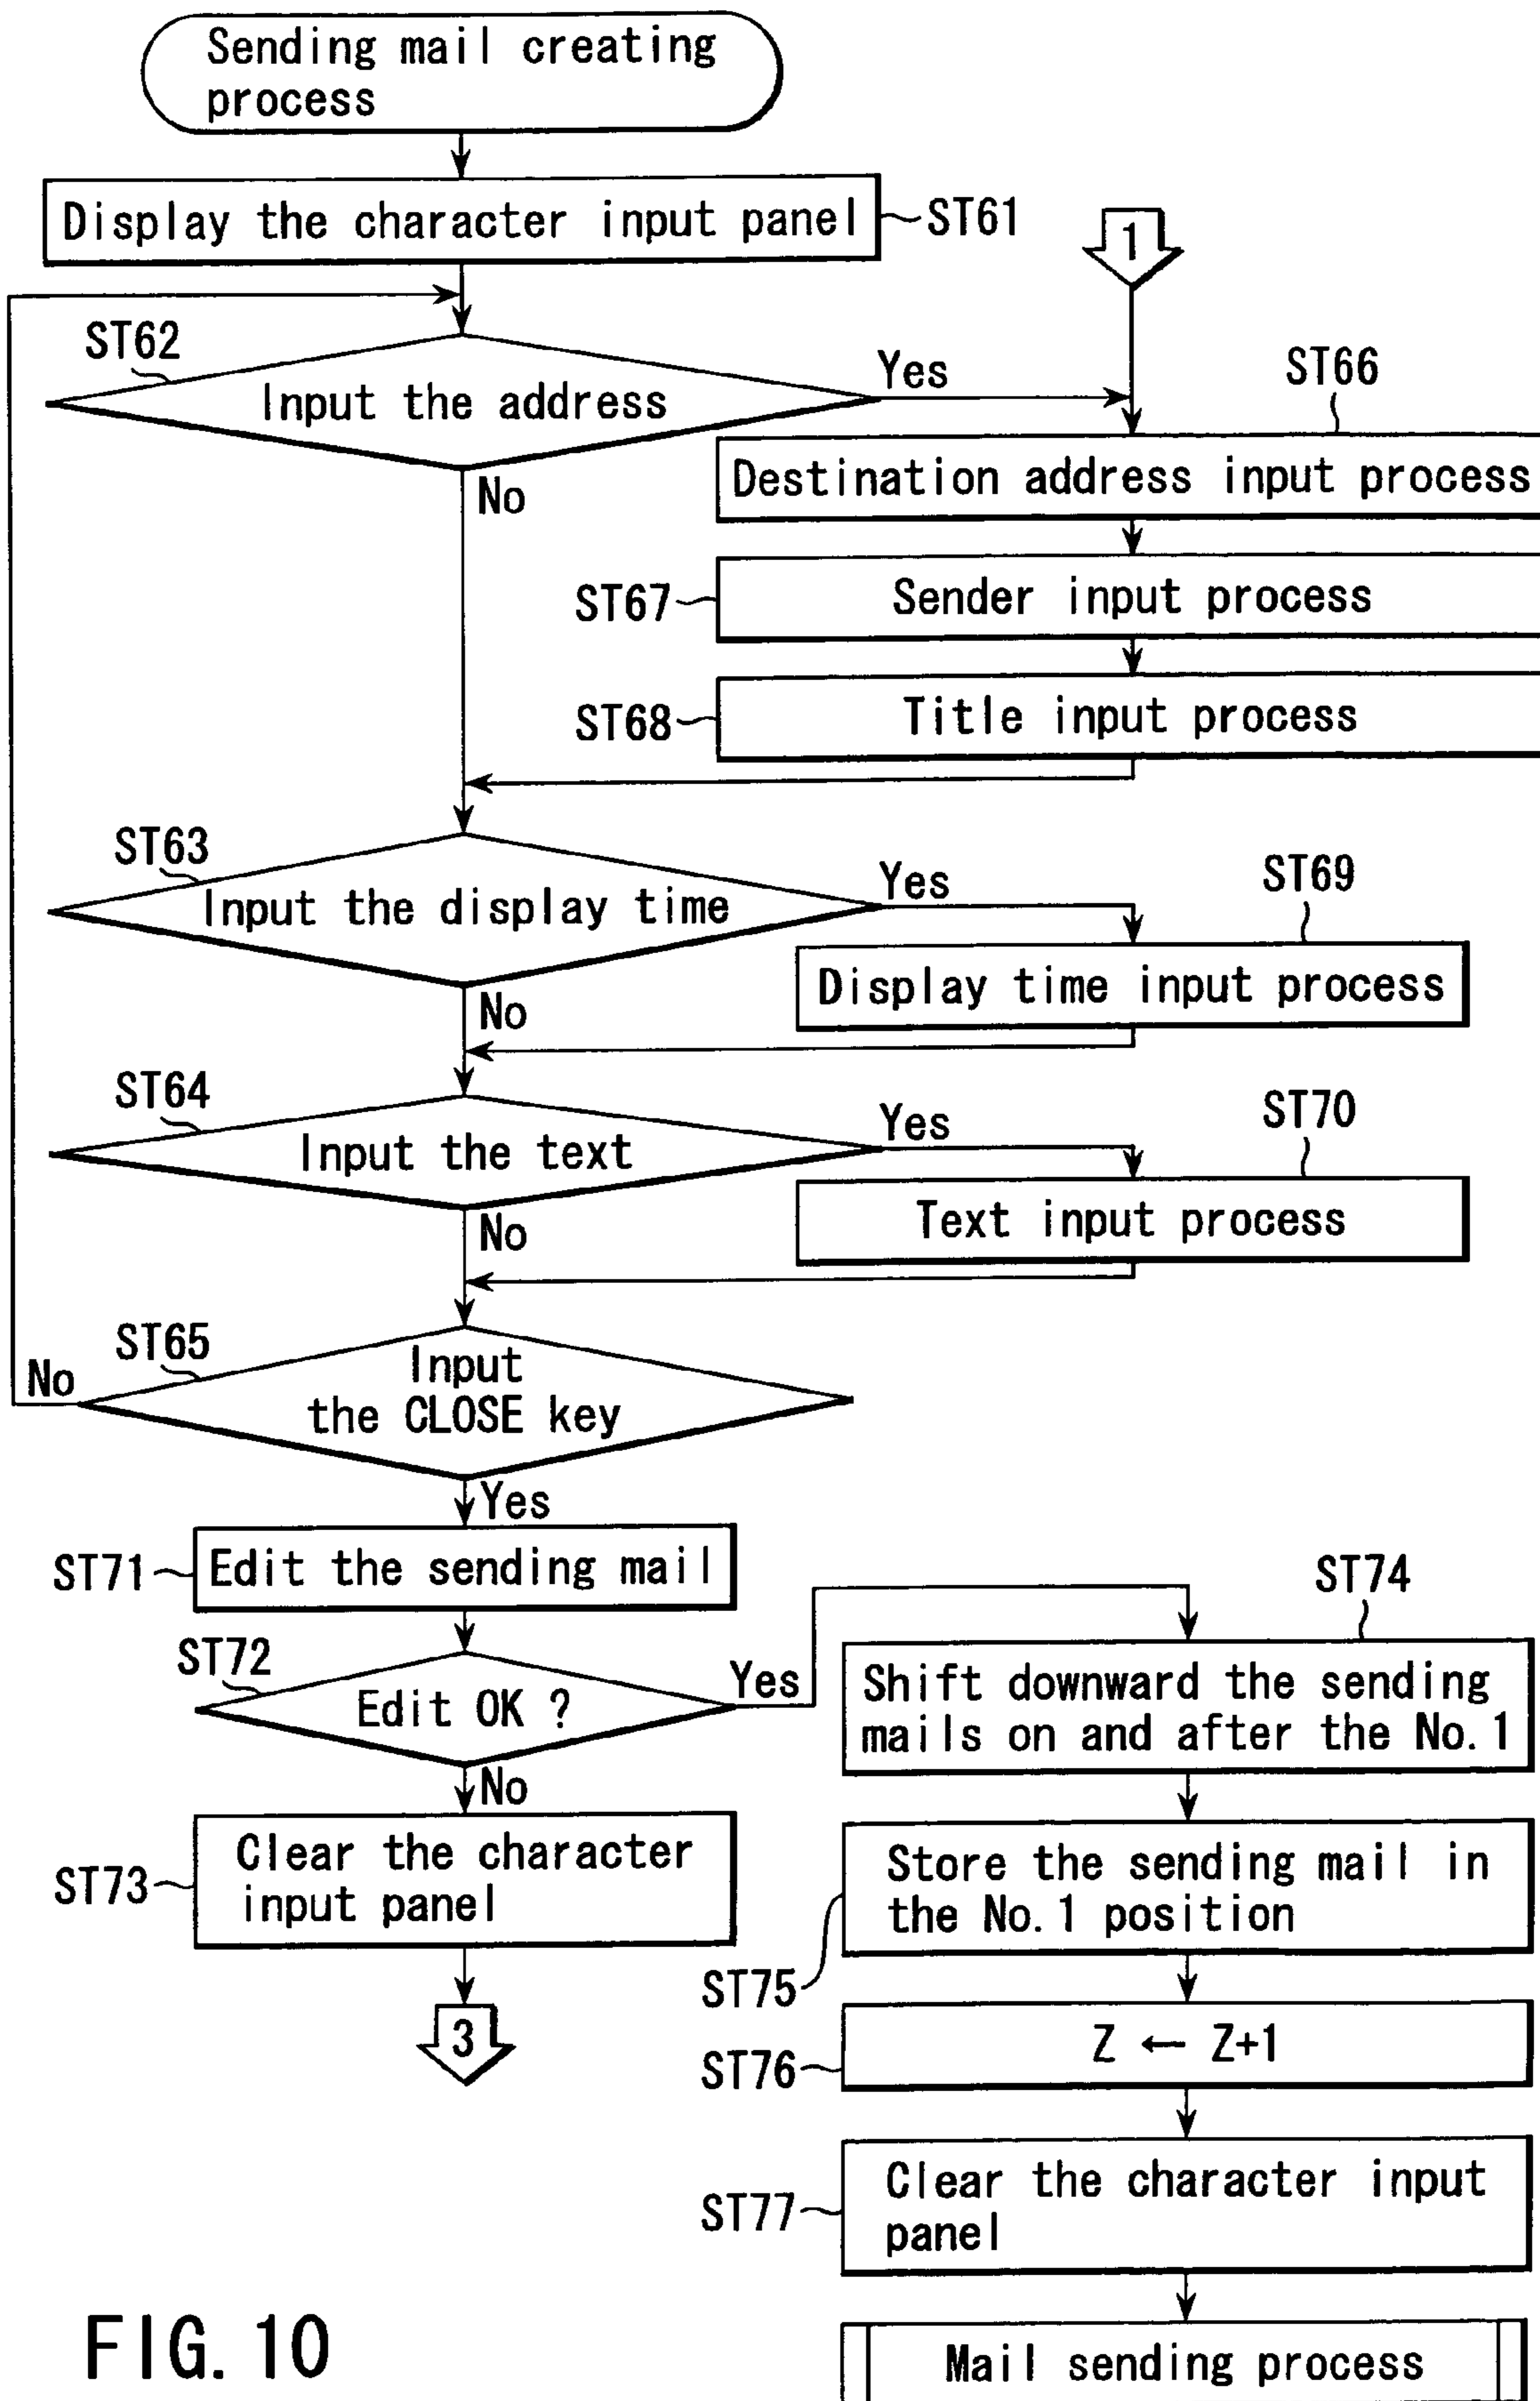 Sending mail creating
process
Display the character input panel
ST61
1
ST62
Input the address
Yes
No
ST66
Destination address input process
ST67
Sender input process
ST68
Title input process
ST63
Input the display time
Yes
No
ST69
Display time input process
ST64
Input the text
Yes
No
ST70
Text input process
ST65
Input
the CLOSE key
No
Yes
ST71
Edit the sending mail
ST72
Edit OK ?
Yes
No
ST73
Clear the character
input panel
3
ST74
Shift downward the sending
mails on and after the No.1
ST75
Store the sending mail in
the No.1 position
ST76
Z ← Z+1
ST77
Clear the character input
panel
Mail sending process
FIG. 10